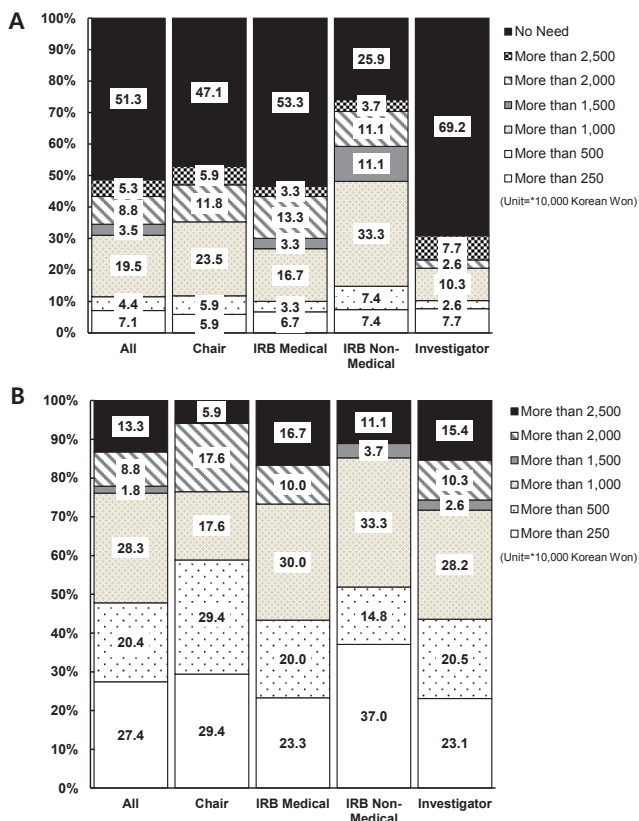 A
100%
90%
80%
70%
60%
50%
40%
30%
20%
10%
0%
51.3
5.3
8.8
3.5
19.5
4.4
7.1
47.1
5.9
11.8
23.5
5.9
5.9
53.3
3.3
13.3
3.3
16.7
3.3
6.7
25.9
3.7
11.1
11.1
33.3
7.4
7.4
69.2
7.7
2.6
10.3
2.6
7.7
All
Chair
IRB Medical
IRB Non-
Medical
Investigator
No Need
More than 2,500
More than 2,000
More than 1,500
More than 1,000
More than 500
More than 250
(Unit=*10,000 Korean Won)
B
100%
90%
80%
70%
60%
50%
40%
30%
20%
10%
0%
13.3
8.8
1.8
28.3
20.4
27.4
5.9
17.6
17.6
29.4
29.4
16.7
10.0
30.0
20.0
23.3
11.1
3.7
33.3
14.8
37.0
15.4
10.3
2.6
28.2
20.5
23.1
All
Chair
IRB Medical
IRB Non-
Medical
Investigator
More than 2,500
More than 2,000
More than 1,500
More than 1,000
More than 500
More than 250
(Unit=*10,000 Korean Won)